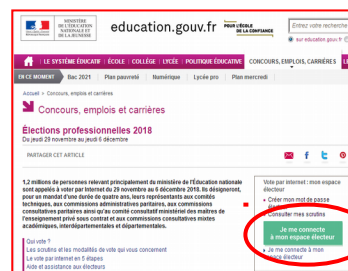 MINISTÈRE
DE L'ÉDUCATION
NATIONALE ET
DE LA JEUNESSE
education.gouv.fr
POUR L'ÉCOLE
DE LA CONFIANCE
Entrez votre recherche
sur education.gouv.fr
LE SYSTÈME ÉDUCATIF
ÉCOLE
COLLÈGE
LYCÉE
POLITIQUE ÉDUCATIVE
CONCOURS, EMPLOIS, CARRIÈRES
EN CE MOMENT
Bac 2021
Plan pauvreté
Numérique
Lycée pro
Plan mercredi
Accueil > Concours, emplois et carrières
Concours, emplois et carrières
Élections professionnelles 2018
Du jeudi 29 novembre au jeudi 6 décembre
PARTAGER CET ARTICLE
1,2 millions de personnes relevant principalement du ministère de l'Éducation nationale
sont appelés à voter par Internet du 29 novembre au 6 décembre 2018. Ils désigneront,
pour un mandat d'une durée de quatre ans, leurs représentants aux comités
techniques, aux commissions administratives paritaires, aux commissions
consultatives paritaires ainsi qu'au comité consultatif ministériel des maîtres de
l'enseignement privé sous contrat et aux commissions consultatives mixtes
académiques, interdépartementales et départementales.
Qui vote ?
Les scrutins et les modalités de vote qui vous concernent
Le vote par internet en 5 étapes
Aide et assistance aux électeurs
Vote par internet : mon espace
électeur
Créer mon mot de passe
Consulter mes scrutins
Je me connecte
à mon espace électeur
Je me connecte à mon
espace électeur